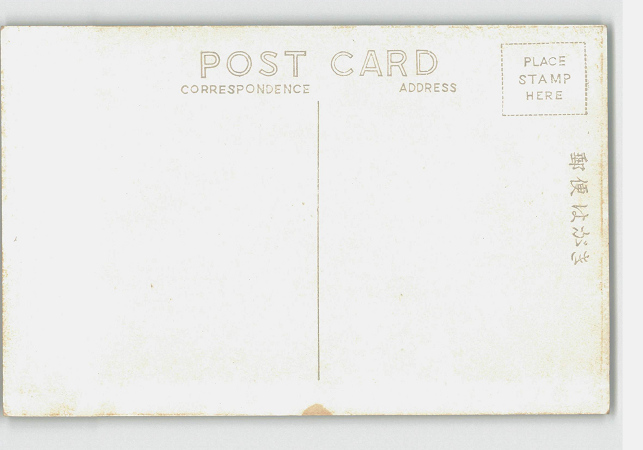 POST CARD
CORRESPONDENCE
ADDRESS
PLACE
STAMP
HERE
郵便はがき